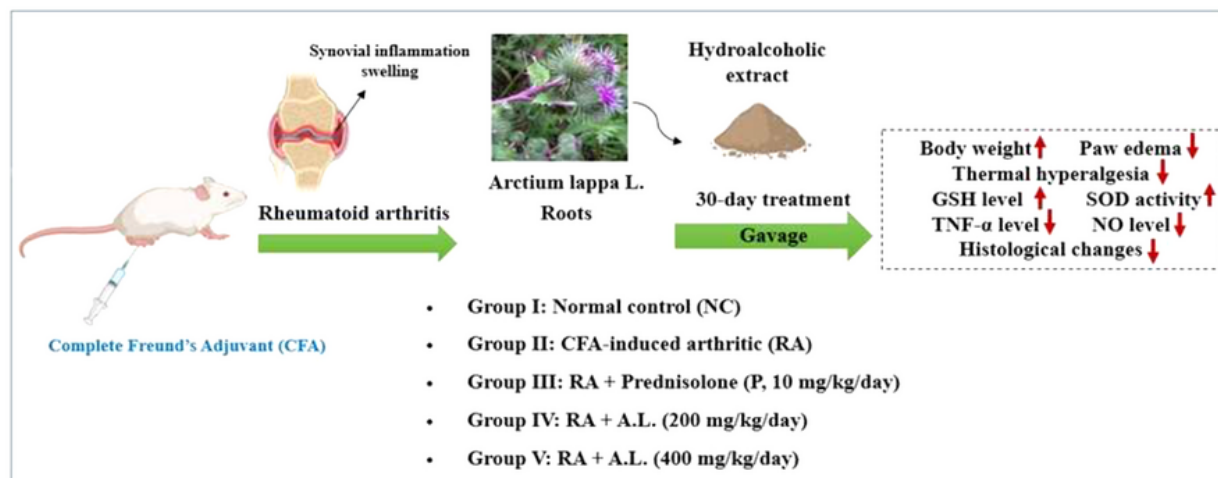 Synovial inflammation
swelling
Hydroalcoholic
extract
Arctium lappa L.
Roots
Rheumatoid arthritis
30-day treatment
Gavage
Body weight↑ Paw edema↓
Thermal hyperalgesia↓
GSH level ↑ SOD activity↑
TNF-α level↓ NO level↓
Histological changes↓
Complete Freund's Adjuvant (CFA)
• Group I: Normal control (NC)
• Group II: CFA-induced arthritic (RA)
• Group III: RA + Prednisolone (P, 10 mg/kg/day)
• Group IV: RA + A.L. (200 mg/kg/day)
• Group V: RA + A.L. (400 mg/kg/day)